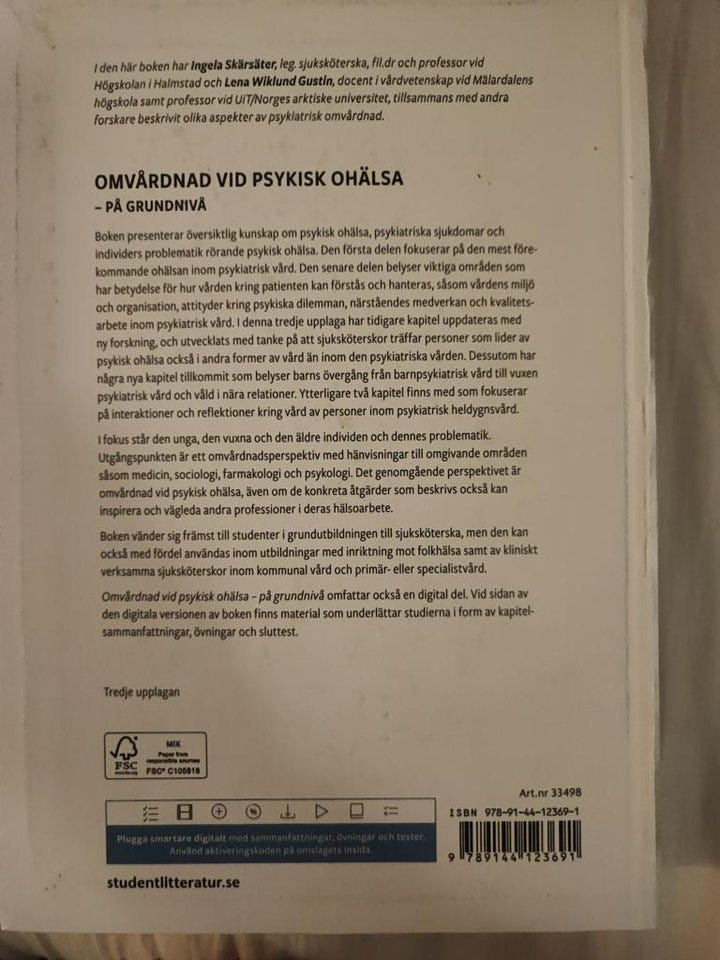 I den här boken har Ingela Skärsäter, leg. sjuksköterska, fil.dr och professor vid
Högskolan i Halmstad och Lena Wiklund Gustin, docent i vårdvetenskap vid Mälardalens
högskola samt professor vid UiT/Norges arktiske universitet, tillsammans med andra
forskare beskrivit olika aspekter av psykiatrisk omvårdnad.
OMVÅRDNAD VID PSYKISK OHÄLSA
– PÅ GRUNDNIVÅ
Boken presenterar översiktlig kunskap om psykisk ohälsa, psykiatriska sjukdomar och
individers problematik rörande psykisk ohälsa. Den första delen fokuserar på den mest före-
kommande ohälsan inom psykiatrisk vård. Den senare delen belyser viktiga områden som
har betydelse för hur vården kring patienten kan förstås och hanteras, såsom vårdens miljö
och organisation, attityder kring psykiska dilemman, närståendes medverkan och kvalitets-
arbete inom psykiatrisk vård. I denna tredje upplaga har tidigare kapitel uppdateras med
ny forskning, och utvecklats med tanke på att sjuksköterskor träffar personer som lider av
psykisk ohälsa också i andra former av vård än inom den psykiatriska vården. Dessutom har
några nya kapitel tillkommit som belyser barns övergång från barnpsykiatrisk vård till vuxen
psykiatrisk vård och våld i nära relationer. Ytterligare två kapitel finns med som fokuserar
på interaktioner och reflektioner kring vård av personer inom psykiatrisk heldygnsvård.
I fokus står den unga, den vuxna och den äldre individen och dennes problematik.
Utgångspunkten är ett omvårdnadsperspektiv med hänvisningar till omgivande områden
såsom medicin, sociologi, farmakologi och psykologi. Det genomgående perspektivet är
omvårdnad vid psykisk ohälsa, även om de konkreta åtgärder som beskrivs också kan
inspirera och vägleda andra professioner i deras hälsoarbete.
Boken vänder sig främst till studenter i grundutbildningen till sjuksköterska, men den kan
också med fördel användas inom utbildningar med inriktning mot folkhälsa samt av kliniskt
verksamma sjuksköterskor inom kommunal vård och primär- eller specialistvård.
Omvårdnad vid psykisk ohälsa – på grundnivå omfattar också en digital del. Vid sidan av
den digitala versionen av boken finns material som underlättar studierna i form av kapitel-
sammanfattningar, övningar och sluttest.
Tredje upplagan
FSC
MIX
Paper from
responsible sources
FSC® C105618
Plugga smartare digitalt med sammanfattningar, övningar och tester.
Använd aktiveringskoden på omslagets insida.
studentlitteratur.se
Art.nr 33498
ISBN 978-91-44-12369-1
9 789144 123691